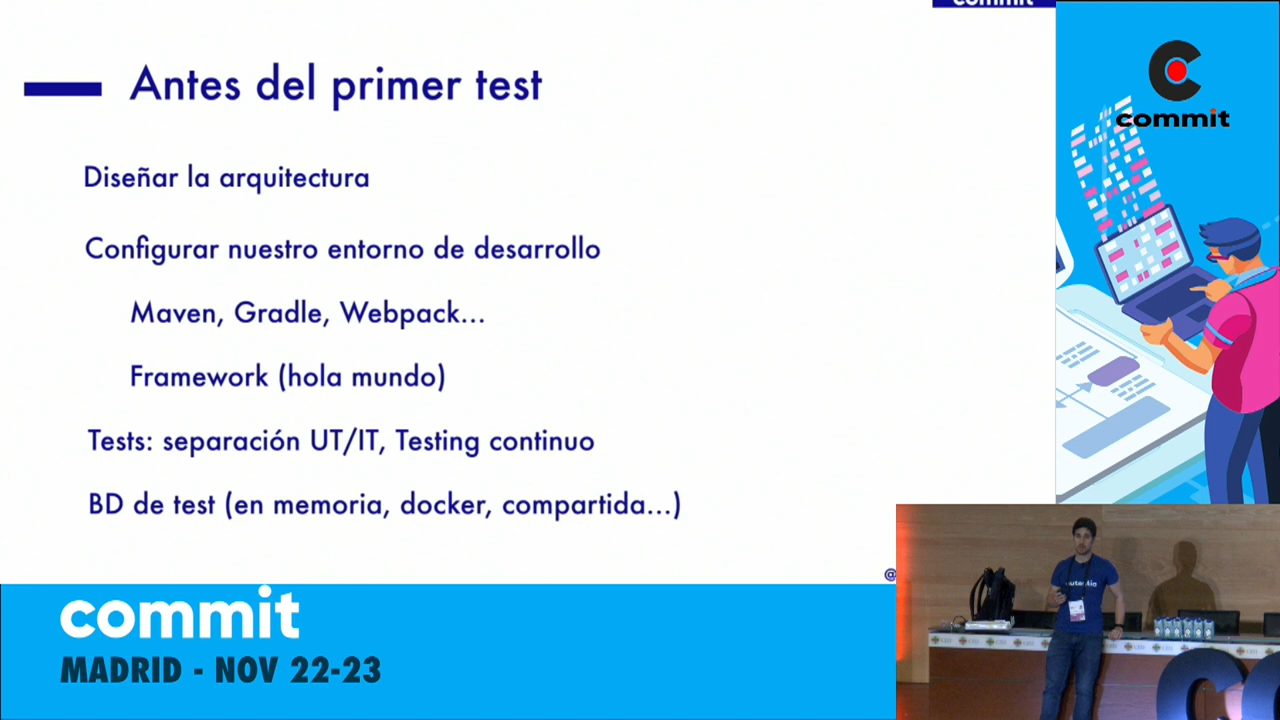 Antes del primer test
Diseñar la arquitectura
Configurar nuestro entorno de desarrollo
Maven, Gradle, Webpack...
Framework (hola mundo)
Tests: separación UT/IT, Testing continuo
BD de test (en memoria, docker, compartida...)
@
commit
commit
MADRID - NOV 22-23
autentia